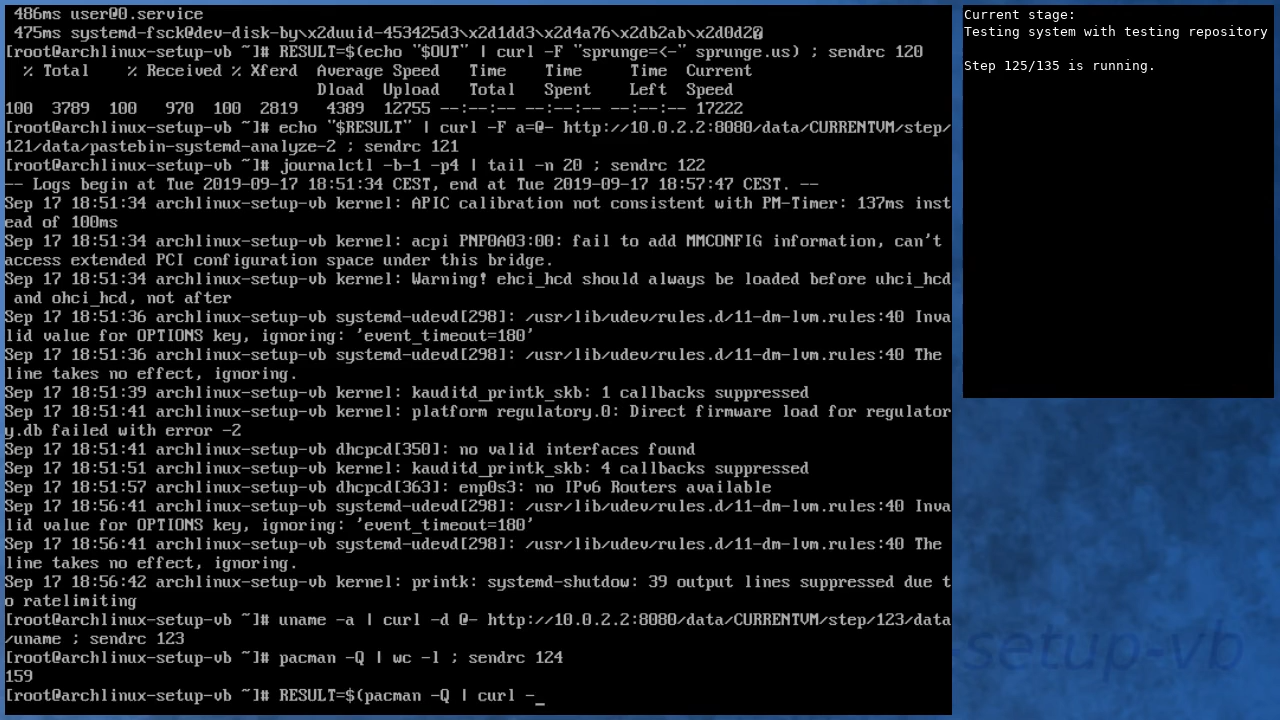 486ms user@0.service
 475ms systemd-fsck@dev-disk-by\x2duuid-453425d3\x2d1dd3\x2d4a76\x2db2ab\x2d0d2�
[root@archlinux-setup-vb ~]# RESULT=$(echo "$OUT" | curl -F "sprunge=<-" sprunge.us) ; sendrc 120
  % Total    % Received % Xferd  Average Speed   Time    Time     Time  Current
                                 Dload  Upload   Total   Spent    Left  Speed
100  3789  100   970  100  2819   4389  12755 --:--:-- --:--:-- --:--:-- 17222
[root@archlinux-setup-vb ~]# echo "$RESULT" | curl -F a=@- http://10.0.2.2:8080/data/CURRENTVM/step/
121/data/pastebin-systemd-analyze-2 ; sendrc 121
[root@archlinux-setup-vb ~]# journalctl -b-1 -p4 | tail -n 20 ; sendrc 122
-- Logs begin at Tue 2019-09-17 18:51:34 CEST, end at Tue 2019-09-17 18:57:47 CEST. --
Sep 17 18:51:34 archlinux-setup-vb kernel: APIC calibration not consistent with PM-Timer: 137ms inst
ead of 100ms
Sep 17 18:51:34 archlinux-setup-vb kernel: acpi PNP0A03:00: fail to add MMCONFIG information, can't
access extended PCI configuration space under this bridge.
Sep 17 18:51:34 archlinux-setup-vb kernel: Warning! ehci_hcd should always be loaded before uhci_hcd
 and ohci_hcd, not after
Sep 17 18:51:36 archlinux-setup-vb systemd-udevd[298]: /usr/lib/udev/rules.d/11-dm-lvm.rules:40 Inva
lid value for OPTIONS key, ignoring: 'event_timeout=180'
Sep 17 18:51:36 archlinux-setup-vb systemd-udevd[298]: /usr/lib/udev/rules.d/11-dm-lvm.rules:40 The
line takes no effect, ignoring.
Sep 17 18:51:39 archlinux-setup-vb kernel: kauditd_printk_skb: 1 callbacks suppressed
Sep 17 18:51:41 archlinux-setup-vb kernel: platform regulatory.0: Direct firmware load for regulator
y.db failed with error -2
Sep 17 18:51:41 archlinux-setup-vb dhcpcd[350]: no valid interfaces found
Sep 17 18:51:51 archlinux-setup-vb kernel: kauditd_printk_skb: 4 callbacks suppressed
Sep 17 18:51:57 archlinux-setup-vb dhcpcd[363]: enp0s3: no IPv6 Routers available
Sep 17 18:56:41 archlinux-setup-vb systemd-udevd[298]: /usr/lib/udev/rules.d/11-dm-lvm.rules:40 Inva
lid value for OPTIONS key, ignoring: 'event_timeout=180'
Sep 17 18:56:41 archlinux-setup-vb systemd-udevd[298]: /usr/lib/udev/rules.d/11-dm-lvm.rules:40 The
line takes no effect, ignoring.
Sep 17 18:56:42 archlinux-setup-vb kernel: printk: systemd-shutdow: 39 output lines suppressed due t
o ratelimiting
[root@archlinux-setup-vb ~]# uname -a | curl -d @- http://10.0.2.2:8080/data/CURRENTVM/step/123/data
/uname ; sendrc 123
[root@archlinux-setup-vb ~]# pacman -Q | wc -l ; sendrc 124
159
[root@archlinux-setup-vb ~]# RESULT=$(pacman -Q | curl -_
Current stage:
Testing system with testing repository
Step 125/135 is running.
-setup-vb